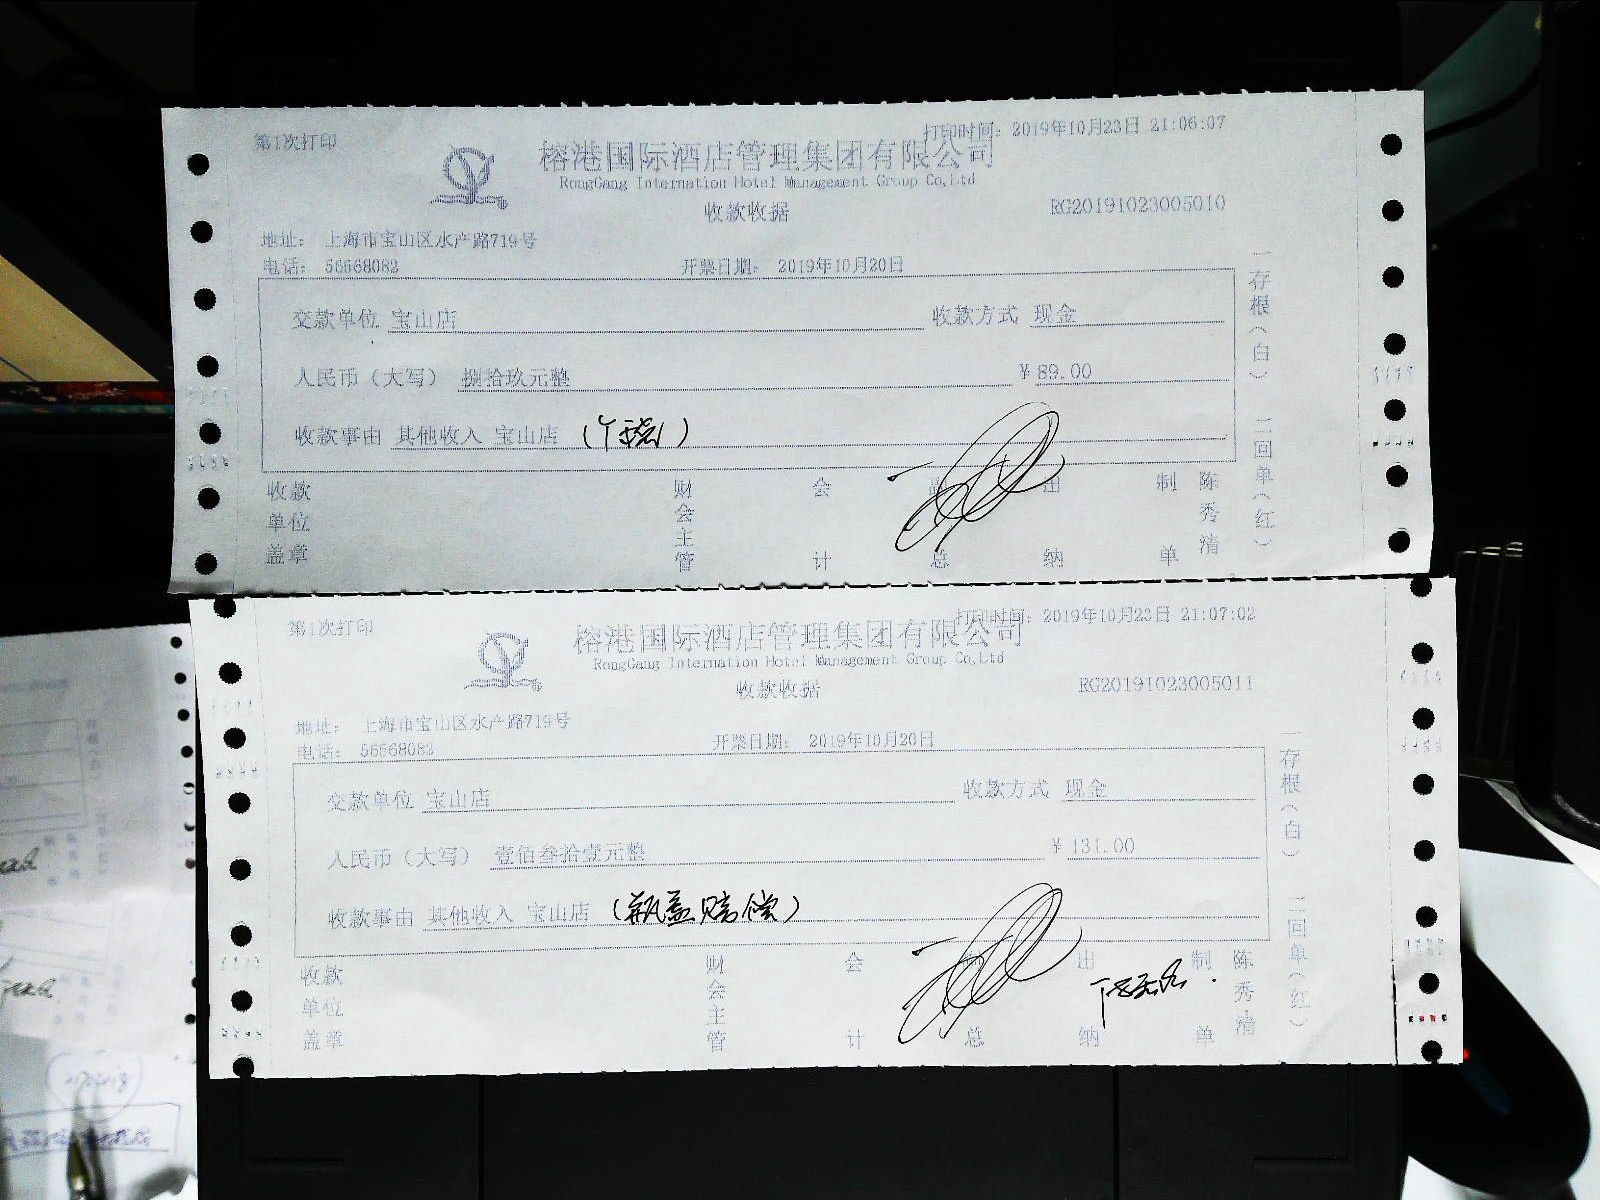 第1次打印
打印时间：2019年10月23日 21:06:07
榕港国际酒店管理集团有限公司
RongGang Internation Hotel Management Group Co,Ltd
收款收据
RG20191023005010
地址： 上海市宝山区水产路719号
电话： 56668082
开票日期： 2019年10月20日
交款单位 宝山店 收款方式 现金
人民币（大写） 捌拾玖元整 ￥89.00
收款事由 其他收入 宝山店
收款单位盖章 财会主管 会计 总 出纳 制单 陈秀清
一存根（白） 二回单（红）
第1次打印
打印时间：2019年10月23日 21:07:02
榕港国际酒店管理集团有限公司
RongGang Internation Hotel Management Group Co,Ltd
收款收据
RG20191023005011
地址： 上海市宝山区水产路719号
电话： 56668082
开票日期： 2019年10月20日
交款单位 宝山店 收款方式 现金
人民币（大写） 壹佰叁拾壹元整 ￥131.00
收款事由 其他收入 宝山店 （瓶盖赔偿）
收款单位盖章 财会主管 会计 总 出纳 制单 陈秀清
一存根（白） 二回单（红）